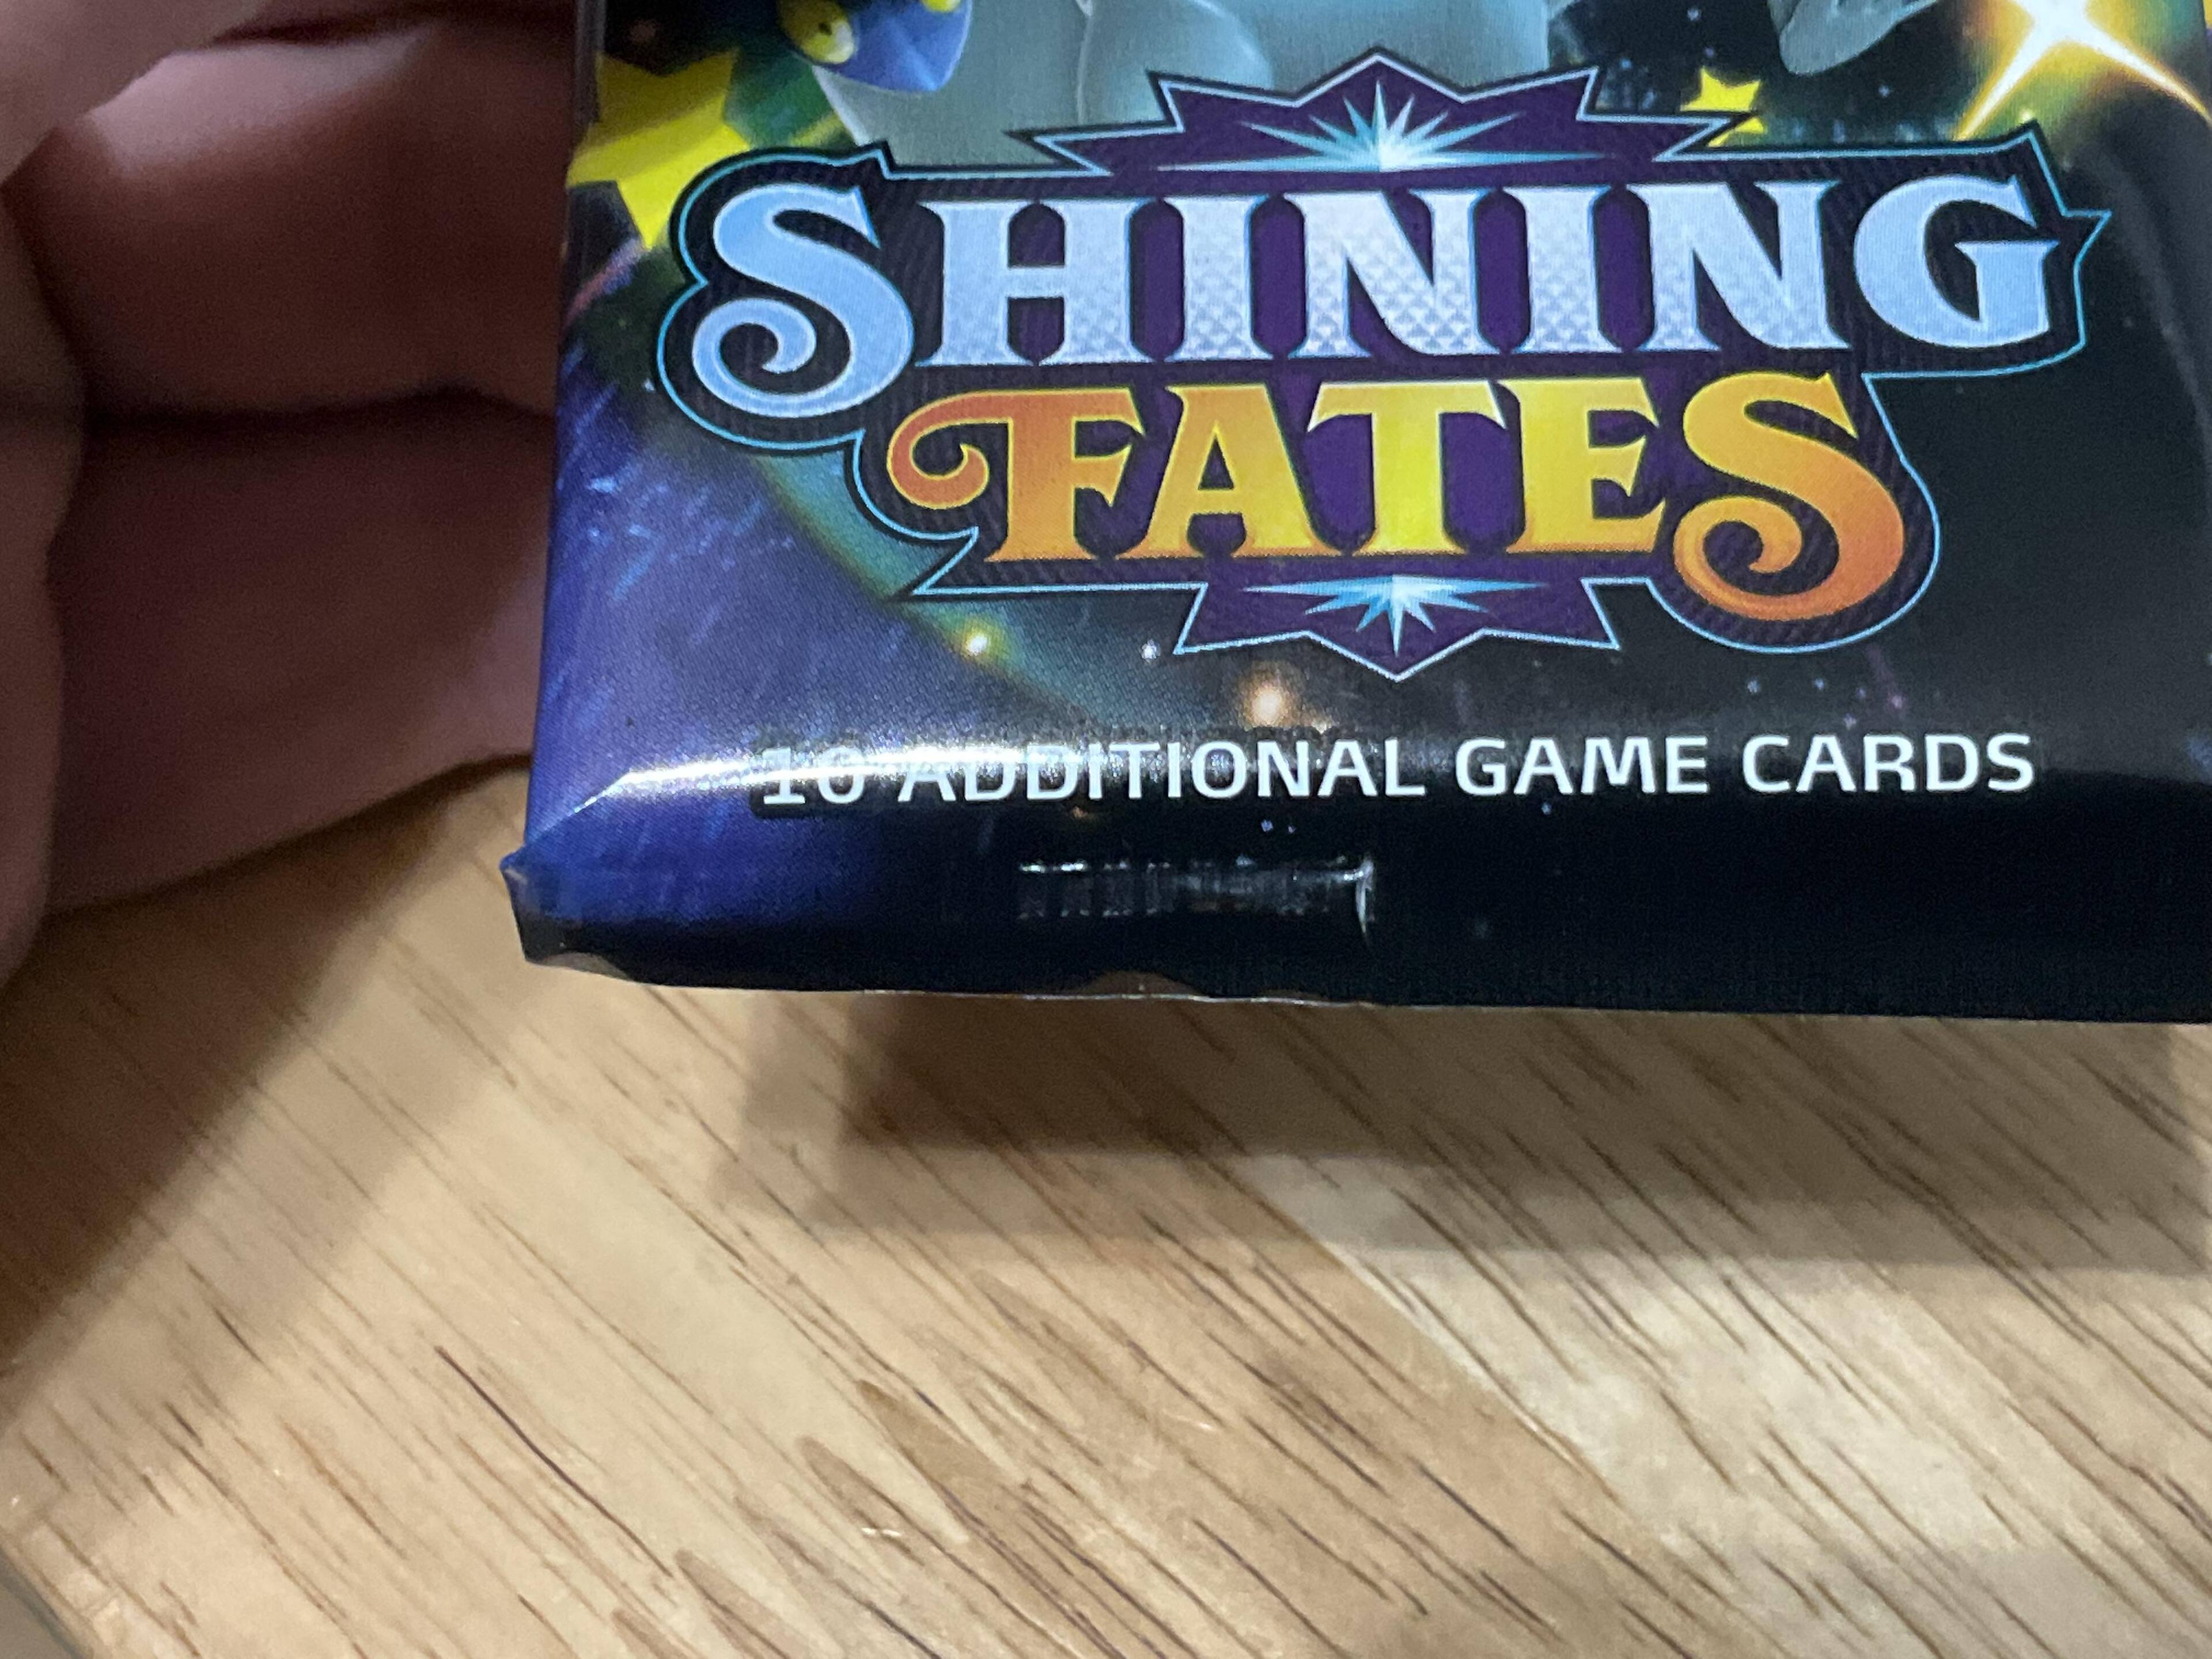 SHINING
FATES
10 ADDITIONAL GAME CARDS